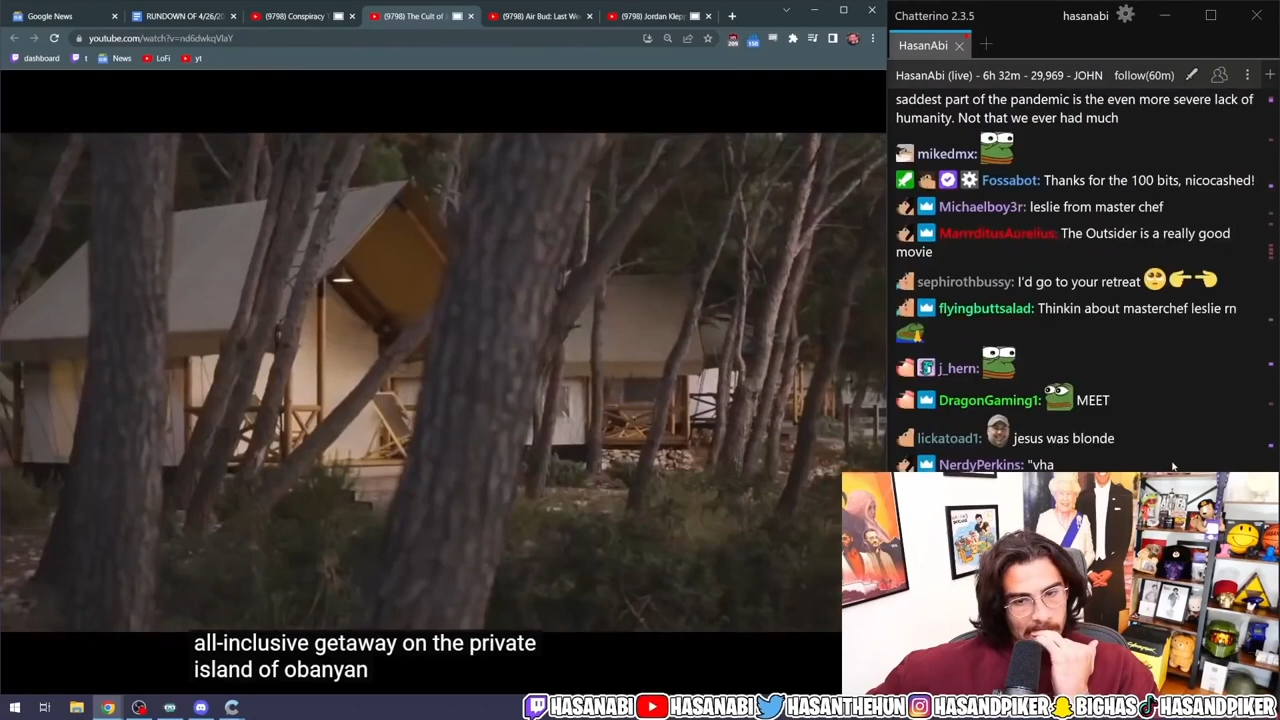 Google News
RUNDOWN OF 4/26/20
(9798) Conspiracy
(9798) The Cult of
(9798) Air Bud: Last We
(9798) Jordan Klepp
youtube.com/watch?v=nd6dwkqVlaY
dashboard
t
News
LoFi
yt
Chatterino 2.3.5
hasanabi
HasanAbi
HasanAbi (live) - 6h 32m - 29,969 - JOHN
follow(60m)
saddest part of the pandemic is the even more severe lack of
humanity. Not that we ever had much
mikedmx:
Fossabot: Thanks for the 100 bits, nicocashed!
Michaelboy3r: leslie from master chef
MarrrditusAurelius: The Outsider is a really good
movie
sephirothbussy: I'd go to your retreat
flyingbuttsalad: Thinkin about masterchef leslie rn
j_hern:
DragonGaming1: MEET
lickatoad1: jesus was blonde
NerdyPerkins: "vha
all-inclusive getaway on the private
island of obanyan
HASANABI HASANABI HASANTHEHUN HASANDPIKER BIGHAS HASANDPIKER